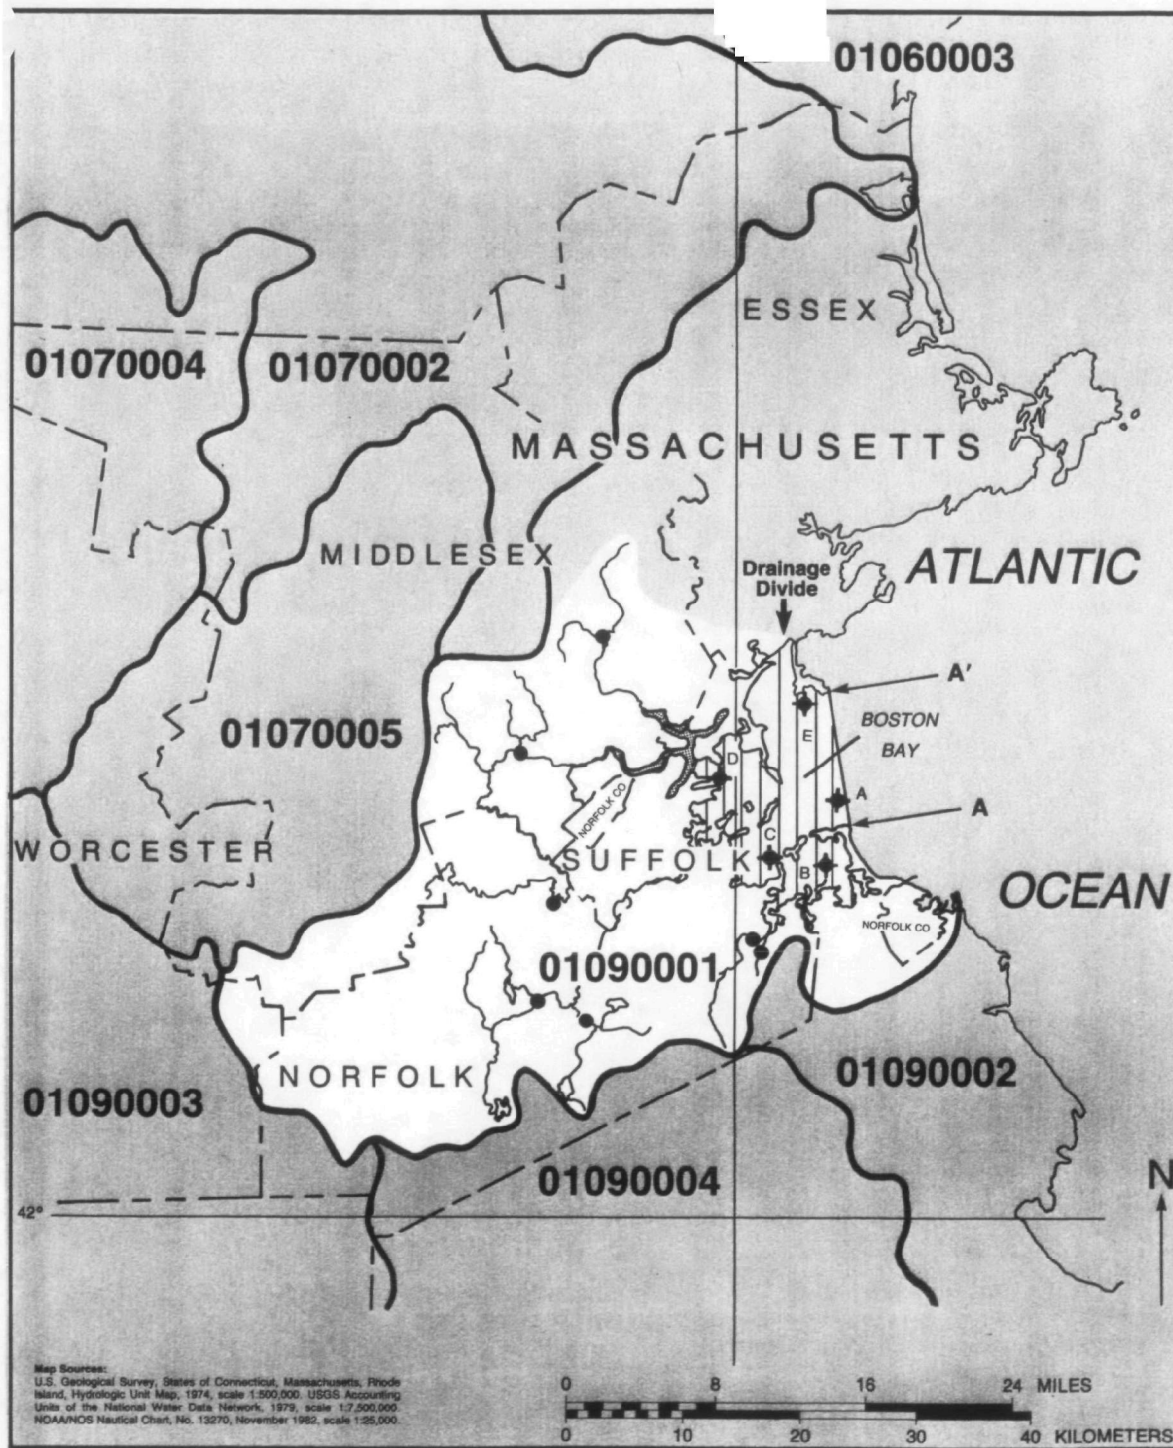 01060003
ESSEX
01070004
01070002
MASSACHUSETTS
MIDDLESEX
Drainage
Divide
ATLANTIC
A'
01070005
BOSTON
BAY
E
D
A
A
NORFOLK CO
WORCESTER
SUFFOLK
C
B
OCEAN
NORFOLK CO
01090001
NORFOLK
01090002
01090003
01090004
N
42°
Map Sources:
U.S. Geological Survey, States of Connecticut, Massachusetts, Rhode
Island, Hydrologic Unit Map, 1974, scale 1:500,000. USGS Accounting
Units of the National Water Data Network, 1979, scale 1:7,500,000.
NOAA/NOS Nautical Chart, No. 13270, November 1982, scale 1:25,000.
0 8 16 24 MILES
0 10 20 30 40 KILOMETERS